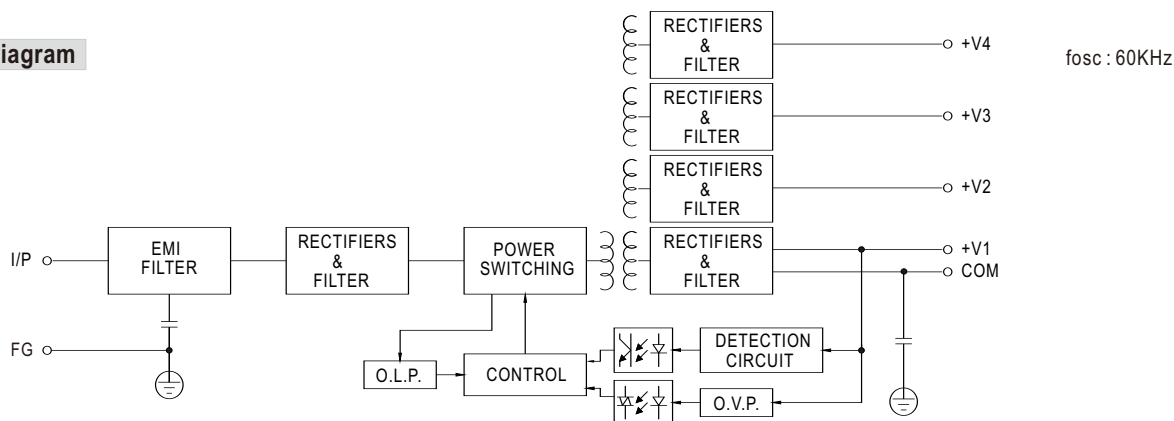 iagram
fosc : 60KHz
RECTIFIERS
&
FILTER
+V4
RECTIFIERS
&
FILTER
+V3
RECTIFIERS
&
FILTER
+V2
I/P
EMI
FILTER
RECTIFIERS
&
FILTER
POWER
SWITCHING
RECTIFIERS
&
FILTER
+V1
COM
FG
O.L.P.
CONTROL
DETECTION
CIRCUIT
O.V.P.